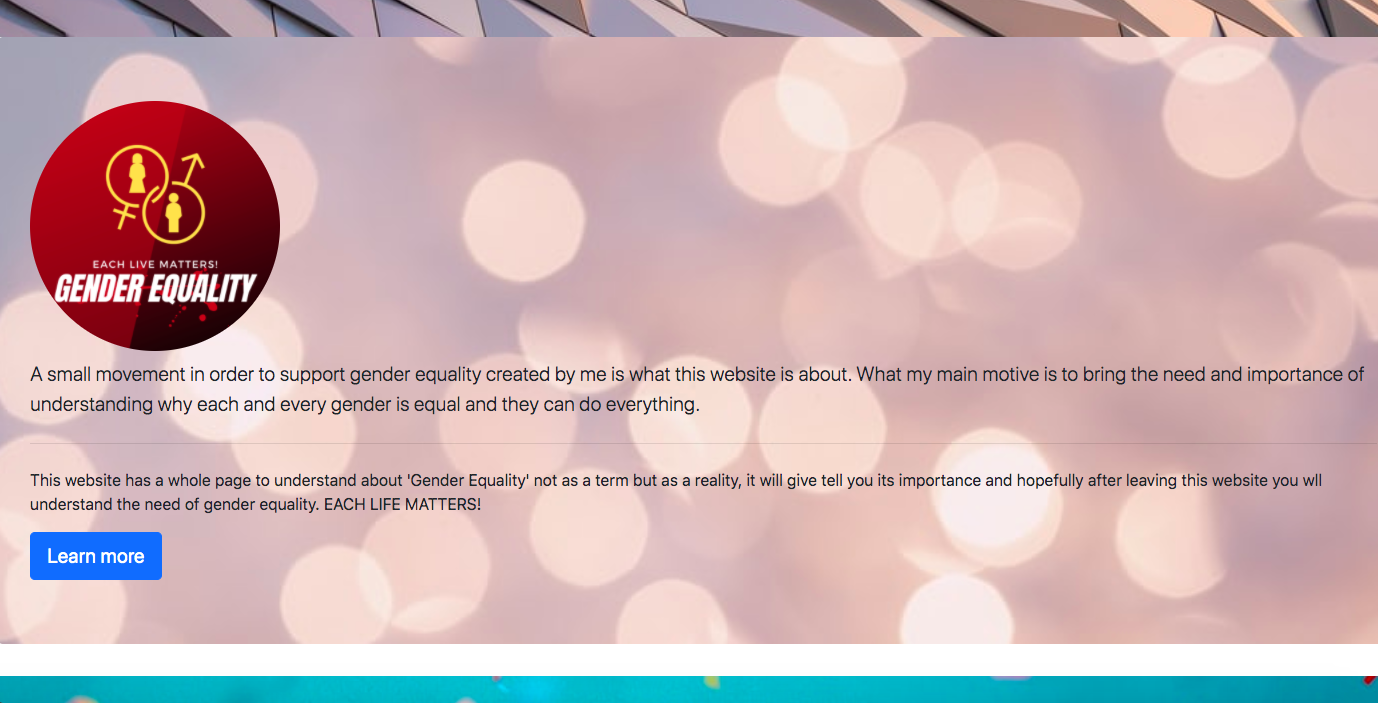 EACH LIVE MATTERS!
GENDER EQUALITY
A small movement in order to support gender equality created by me is what this website is about. What my main motive is to bring the need and importance of
understanding why each and every gender is equal and they can do everything.
This website has a whole page to understand about 'Gender Equality' not as a term but as a reality, it will give tell you its importance and hopefully after leaving this website you wll
understand the need of gender equality. EACH LIFE MATTERS!
Learn more